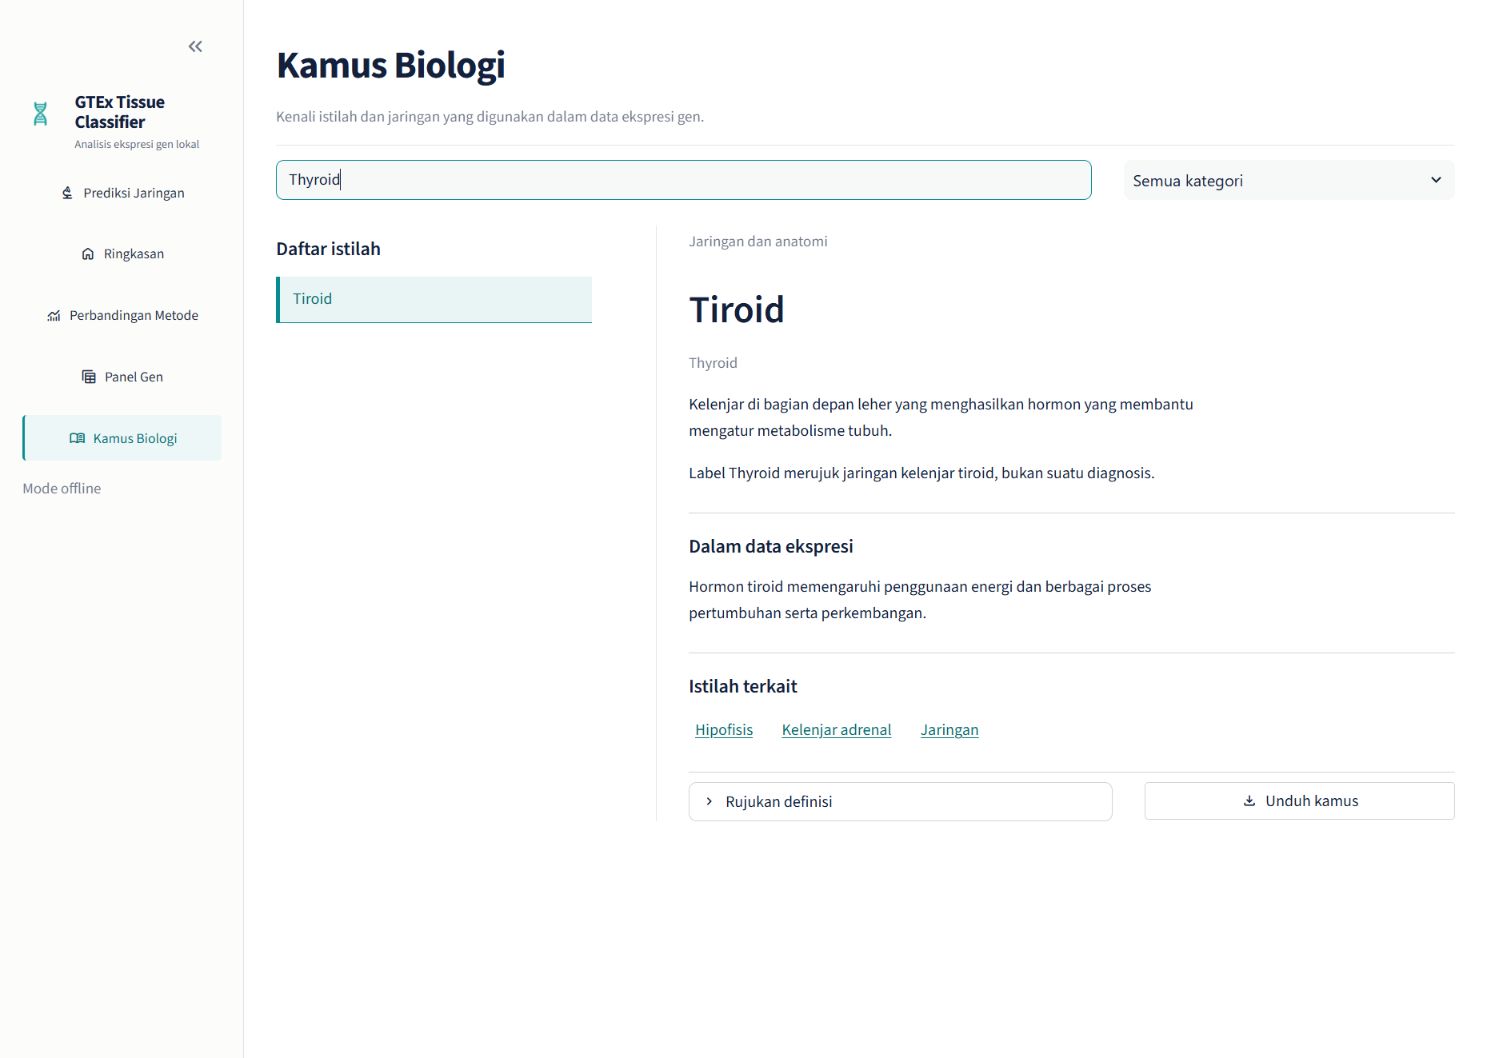 GTEx Tissue
Classifier
Analisis ekspresi gen lokal
Prediksi Jaringan
Ringkasan
Perbandingan Metode
Panel Gen
Kamus Biologi
Mode offline
Kamus Biologi
Kenali istilah dan jaringan yang digunakan dalam data ekspresi gen.
Thyroid
Semua kategori
Daftar istilah
Tiroid
Jaringan dan anatomi
Tiroid
Thyroid
Kelenjar di bagian depan leher yang menghasilkan hormon yang membantu
mengatur metabolisme tubuh.
Label Thyroid merujuk jaringan kelenjar tiroid, bukan suatu diagnosis.
Dalam data ekspresi
Hormon tiroid memengaruhi penggunaan energi dan berbagai proses
pertumbuhan serta perkembangan.
Istilah terkait
Hipofisis Kelenjar adrenal Jaringan
Rujukan definisi
Unduh kamus